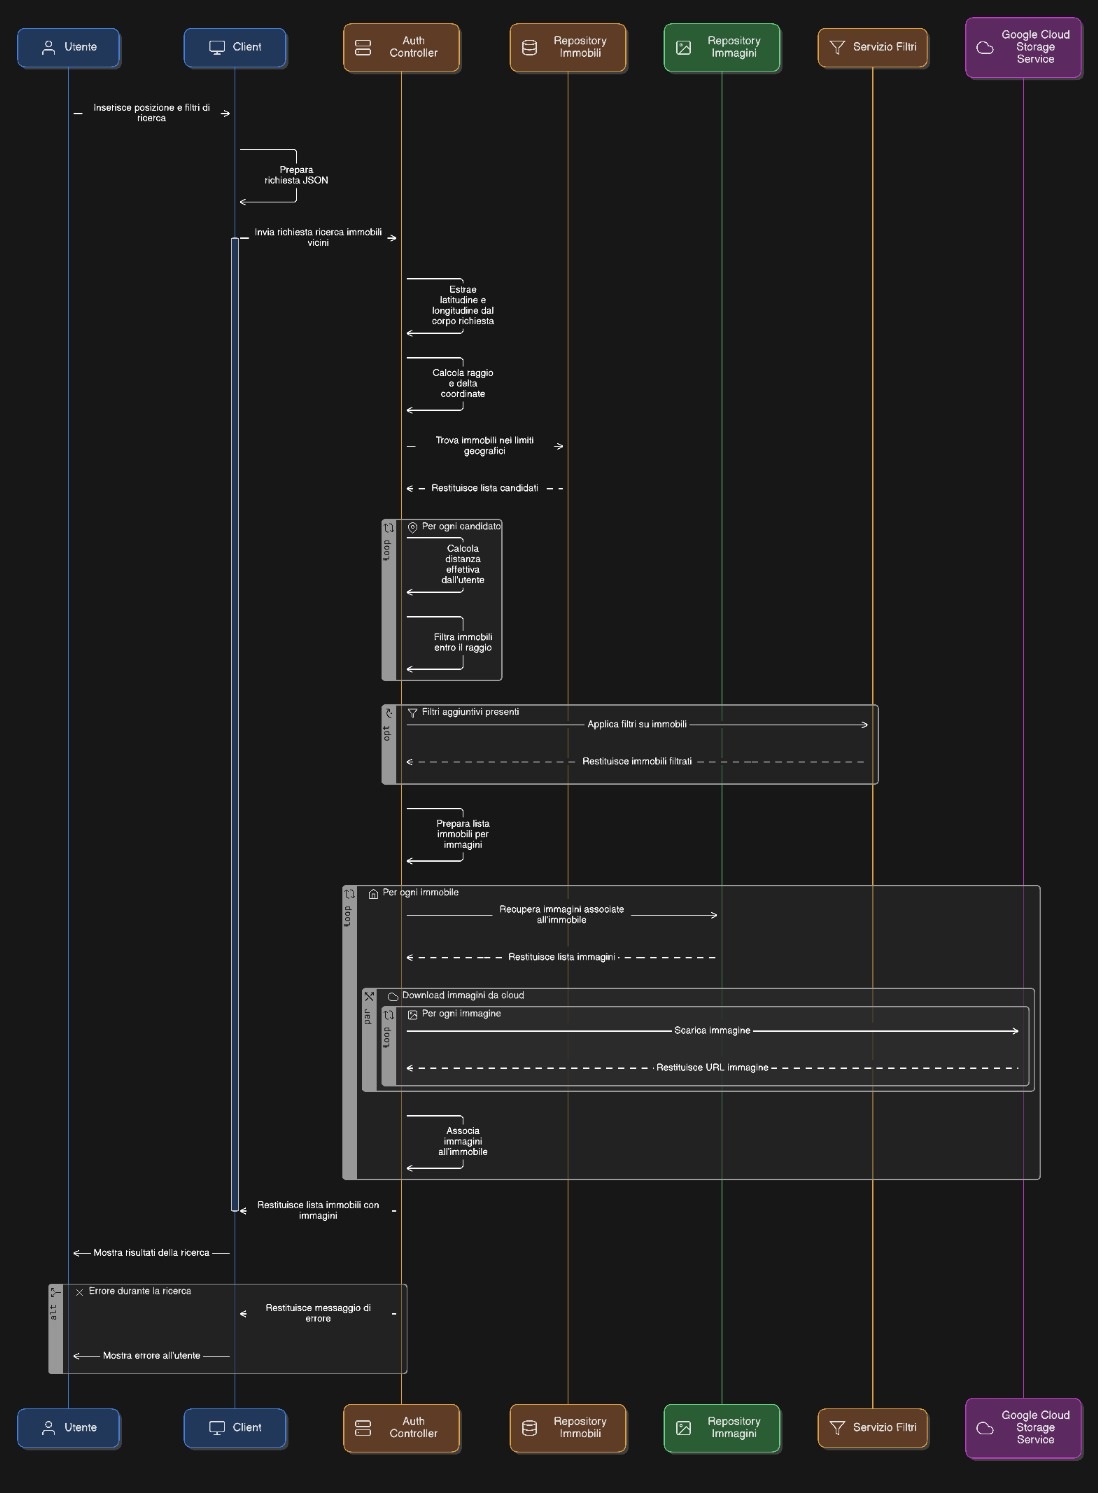 Utente
Client
Auth
Controller
Repository
Immobili
Repository
Immagini
Servizio Filtri
Google Cloud
Storage
Service
Inserisce posizione e filtri di
ricerca
Prepara
richiesta JSON
Invia richiesta ricerca immobili
vicini
Estrae
latitudine e
longitudine dal
corpo richiesta
Calcola raggio
e delta
coordinate
Trova immobili nei limiti
geografici
Restituisce lista candidati
loop
Per ogni candidato
Calcola
distanza
effettiva
dall'utente
Filtra immobili
entro il raggio
opt
Filtri aggiuntivi presenti
Applica filtri su immobili
Restituisce immobili filtrati
Prepara lista
immobili per
immagini
loop
Per ogni immobile
Recupera immagini associate
all'immobile
Restituisce lista immagini
par
Download immagini da cloud
loop
Per ogni immagine
Scarica immagine
Restituisce URL immagine
Associa
immagini
all'immobile
Restituisce lista immobili con
immagini
Mostra risultati della ricerca
alt
Errore durante la ricerca
Restituisce messaggio di
errore
Mostra errore all'utente
Utente
Client
Auth
Controller
Repository
Immobili
Repository
Immagini
Servizio Filtri
Google Cloud
Storage
Service